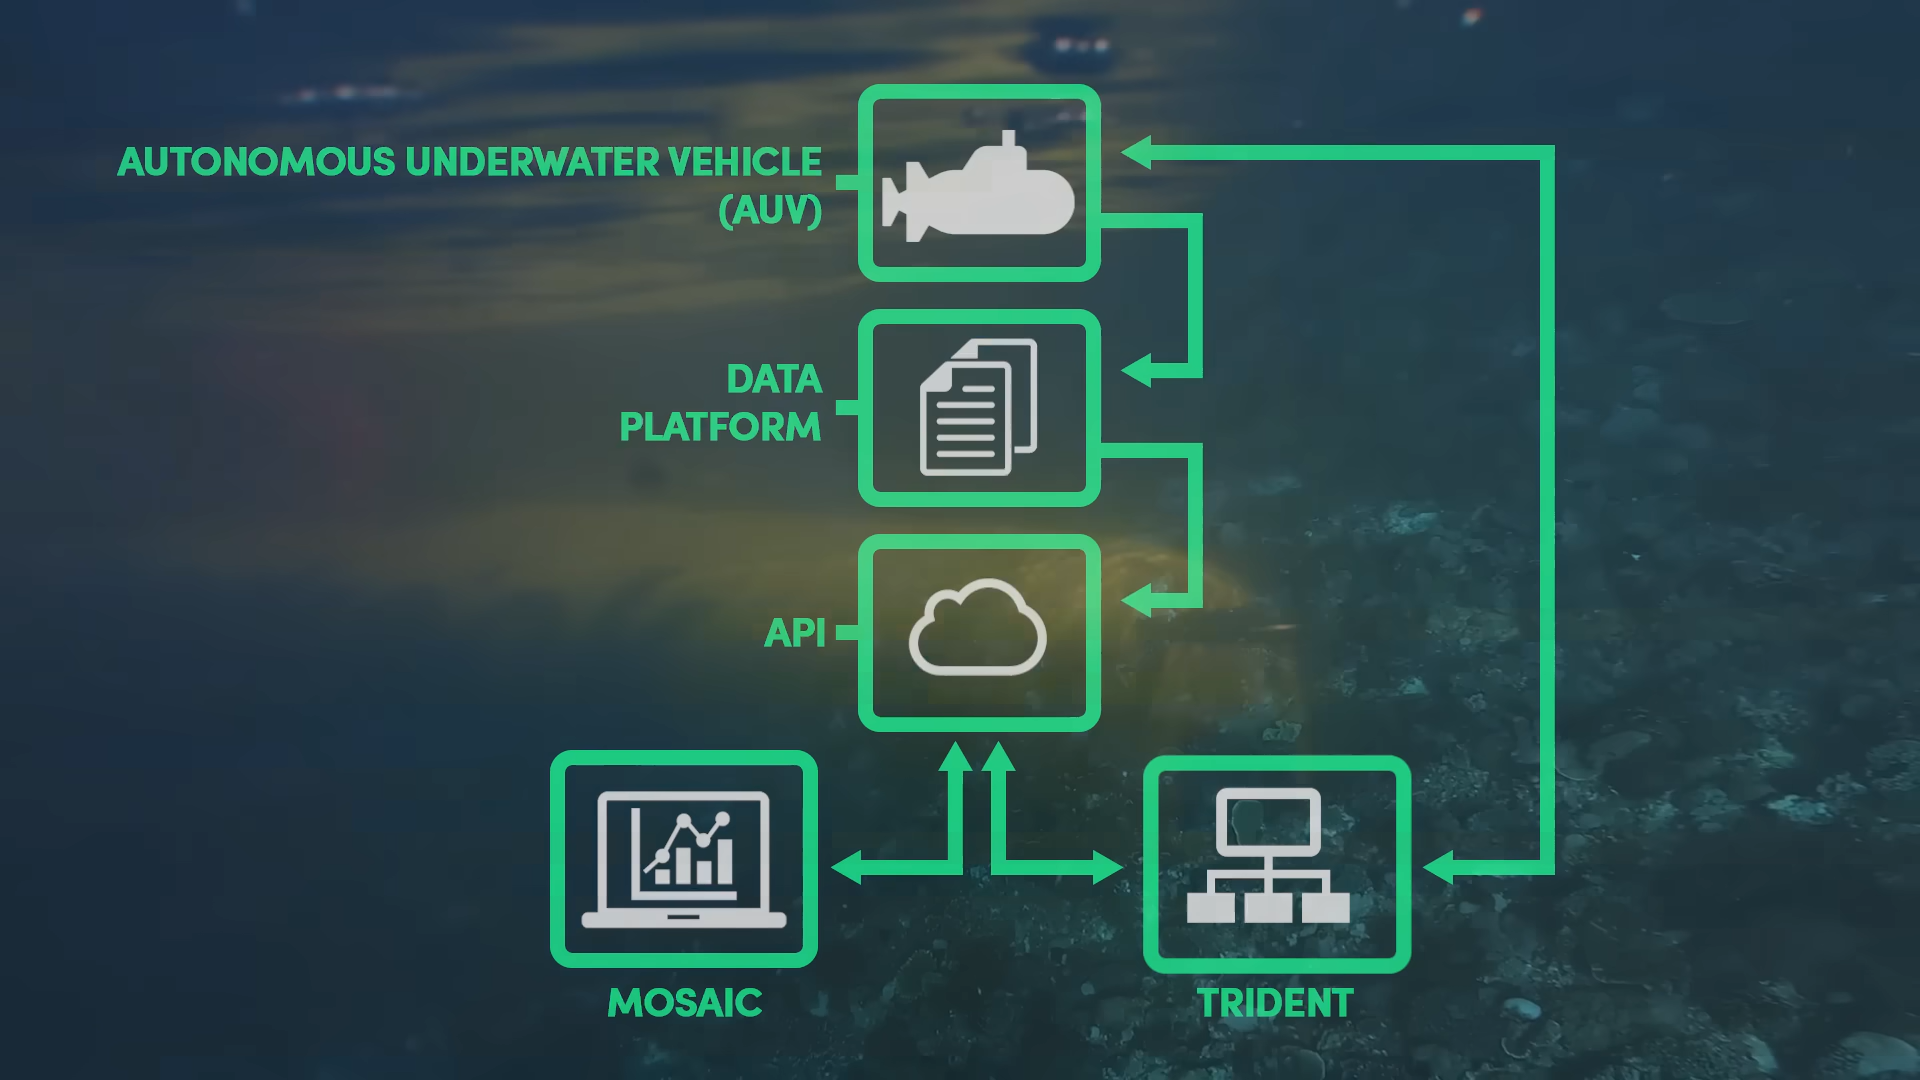 AUTONOMOUS UNDERWATER VEHICLE
(AUV)
DATA
PLATFORM
API
MOSAIC
TRIDENT